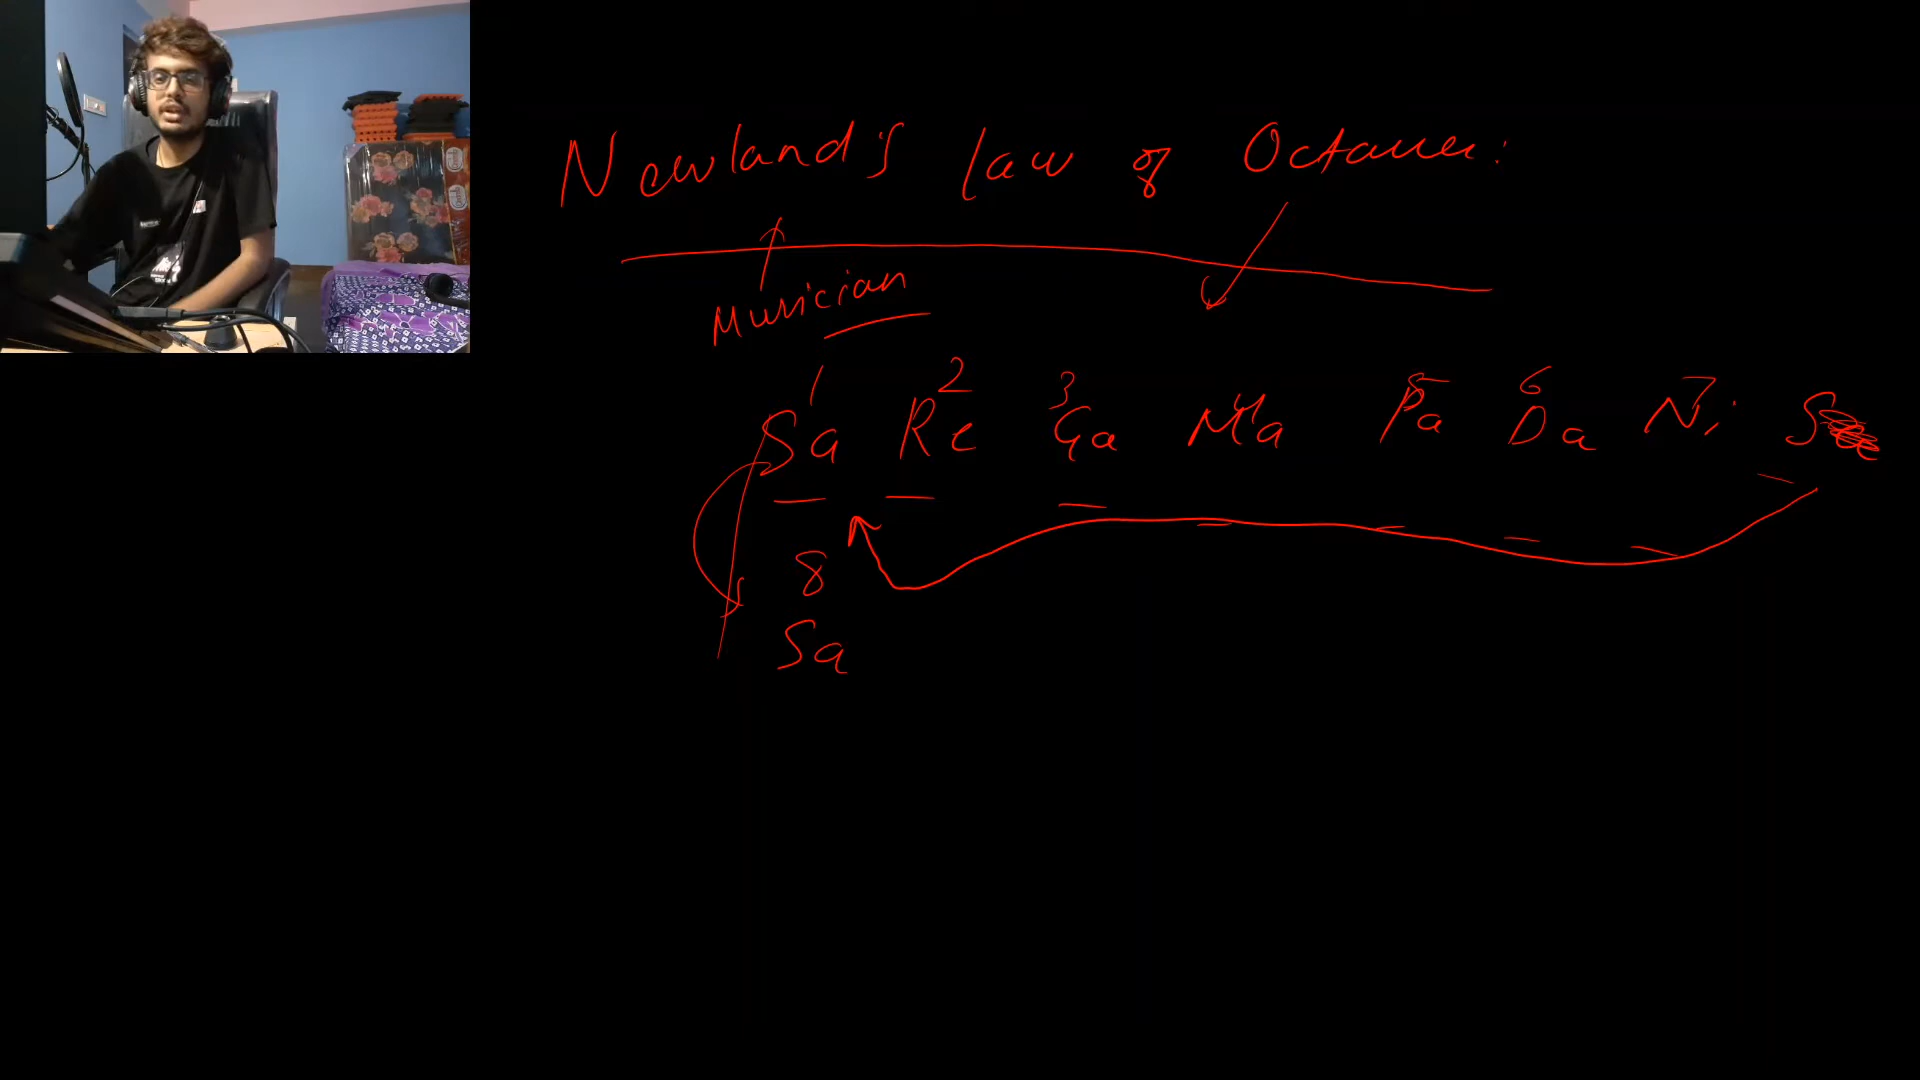 Newland's law of Octaves:
Musician
1 2 3 4 5 6 7
Sa Re Ga Ma Pa Da Ni S
8
Sa